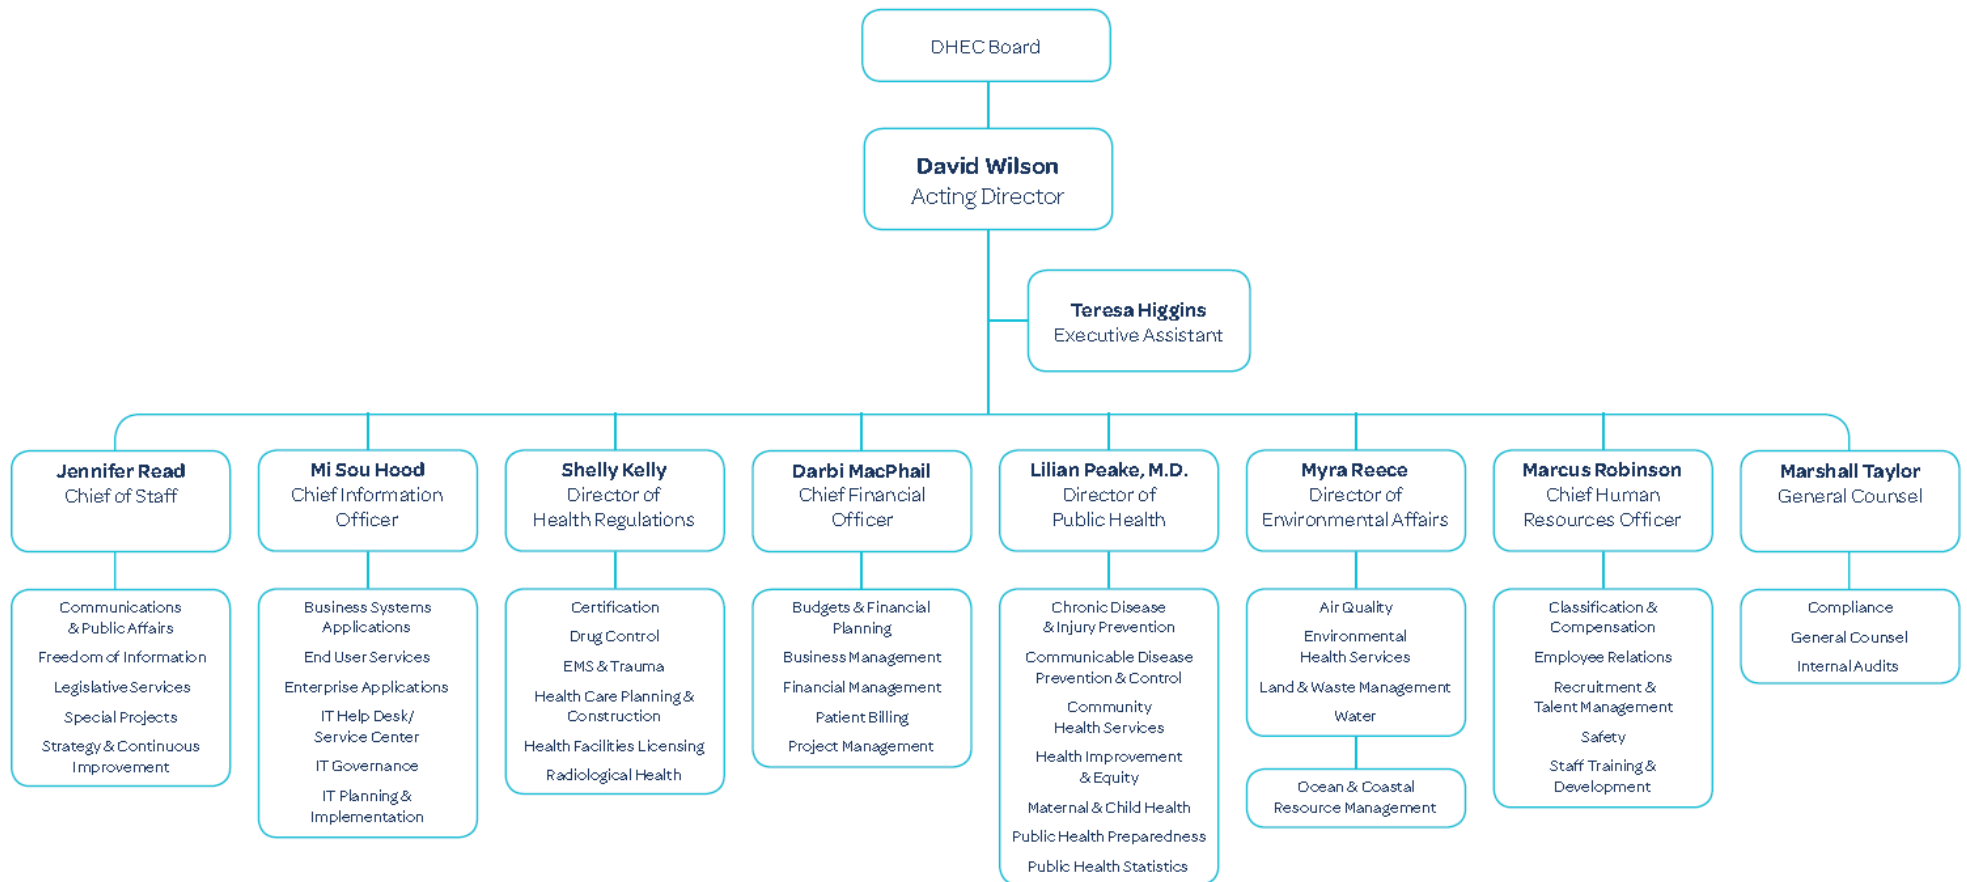 DHEC Board
David Wilson
Acting Director
Teresa Higgins
Executive Assistant
Jennifer Read
Chief of Staff
Communications
& Public Affairs
Freedom of Information
Legislative Services
Special Projects
Strategy & Continuous
Improvement
Mi Sou Hood
Chief Information
Officer
Business Systems
Applications
End User Services
Enterprise Applications
IT Help Desk/
Service Center
IT Governance
IT Planning &
Implementation
Shelly Kelly
Director of
Health Regulations
Certification
Drug Control
EMS & Trauma
Health Care Planning &
Construction
Health Facilities Licensing
Radiological Health
Darbi MacPhail
Chief Financial
Officer
Budgets & Financial
Planning
Business Management
Financial Management
Patient Billing
Project Management
Lilian Peake, M.D.
Director of
Public Health
Chronic Disease
& Injury Prevention
Communicable Disease
Prevention & Control
Community
Health Services
Health Improvement
& Equity
Maternal & Child Health
Public Health Preparedness
Public Health Statistics
Myra Reece
Director of
Environmental Affairs
Air Quality
Environmental
Health Services
Land & Waste Management
Water
Ocean & Coastal
Resource Management
Marcus Robinson
Chief Human
Resources Officer
Classification &
Compensation
Employee Relations
Recruitment &
Talent Management
Safety
Staff Training &
Development
Marshall Taylor
General Counsel
Compliance
General Counsel
Internal Audits